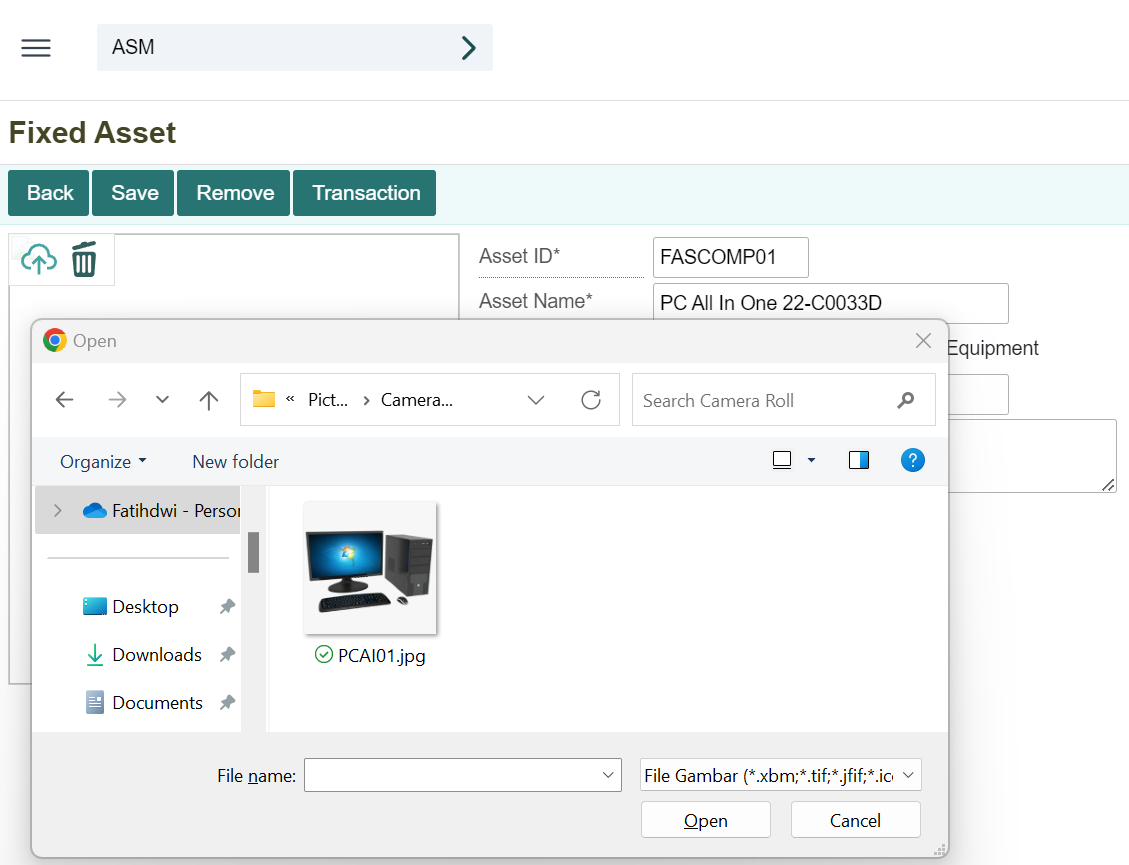 ASM
Fixed Asset
Back Save Remove Transaction
Asset ID* FASCOMP01
Asset Name* PC All In One 22-C0033D
Equipment
Open
« Pict... › Camera... Search Camera Roll
Organize New folder ?
Fatihdwi - Persor
Desktop
Downloads
Documents
PCAI01.jpg
File name: File Gambar (*.xbm;*.tif;*.jfif;*.ic
Open Cancel